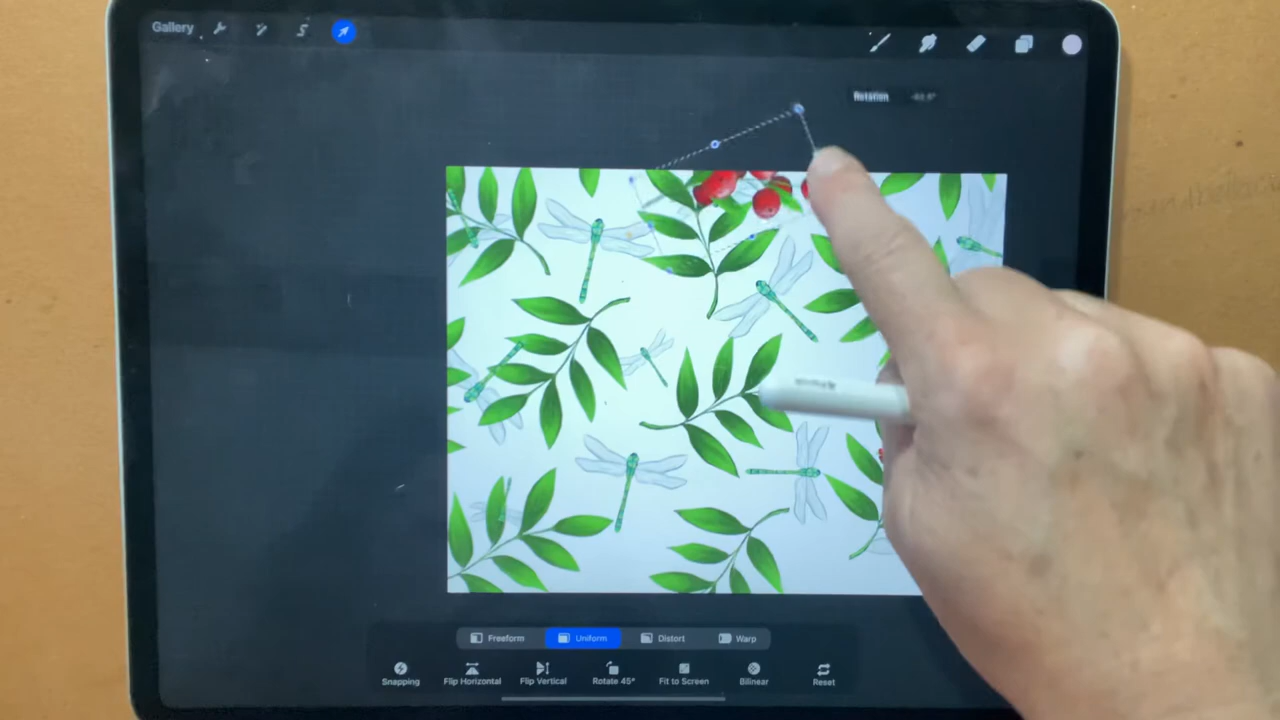 Gallery
Rotation
Freeform
Uniform
Distort
Warp
Snapping
Flip Horizontal
Flip Vertical
Rotate 45°
Fit to Screen
Bilinear
Reset